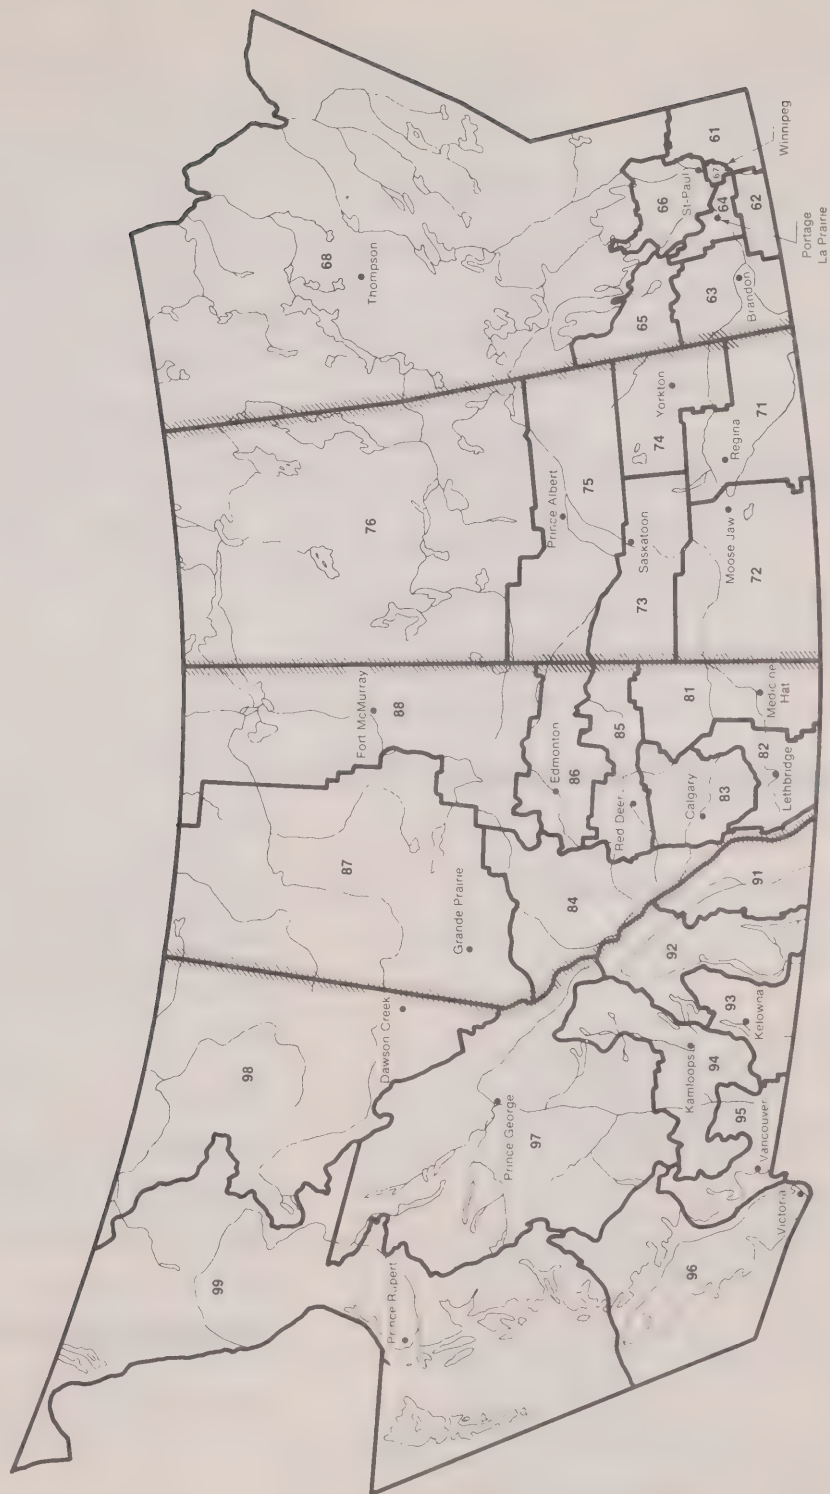 99
98
Prince Rupert
Dawson Creek
97
Prince George
96
Victoria
Vancouver
95
94
Kamloops
93
Kelowna
92
91
87
Grande Prairie
84
Fort McMurray
88
Edmonton
86
85
Red Deer
Calgary
83
82
Lethbridge
81
Medicine
Hat
76
Prince Albert
75
Saskatoon
73
74
Yorkton
Moose Jaw
72
Regina
71
68
Thompson
65
66
St-Paul
63
Brandon
67
64
62
61
Winnipeg
Portage
La Prairie